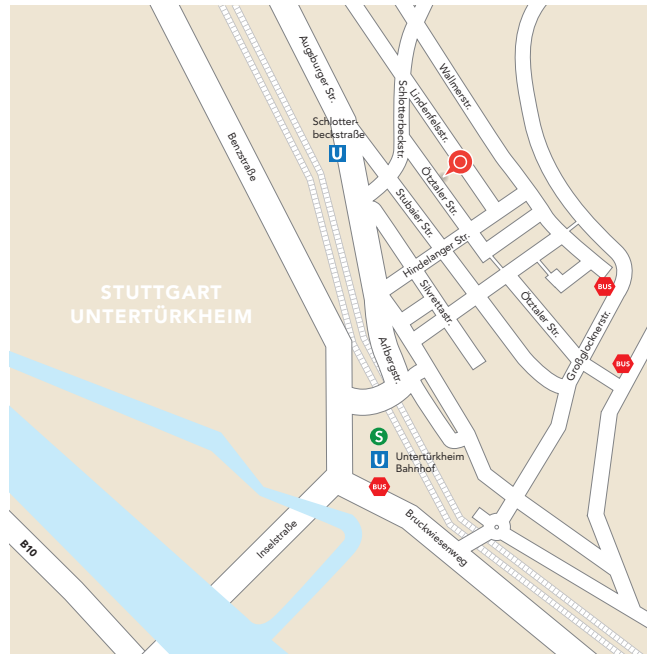 Augsburger Str.
Wallmerstr.
Schlotterbeckstr.
Lindenfelsstr.
Schlotter-
beckstraße
U
Benzstraße
Ötztaler Str.
Stubaier Str.
Hindelanger Str.
STUTTGART
UNTERTÜRKHEIM
Silvrettastr.
Ötztaler Str.
BUS
Großglocknerstr.
BUS
Arlbergstr.
S
U
Untertürkheim
Bahnhof
BUS
Bruckwiesenweg
Inselstraße
B10